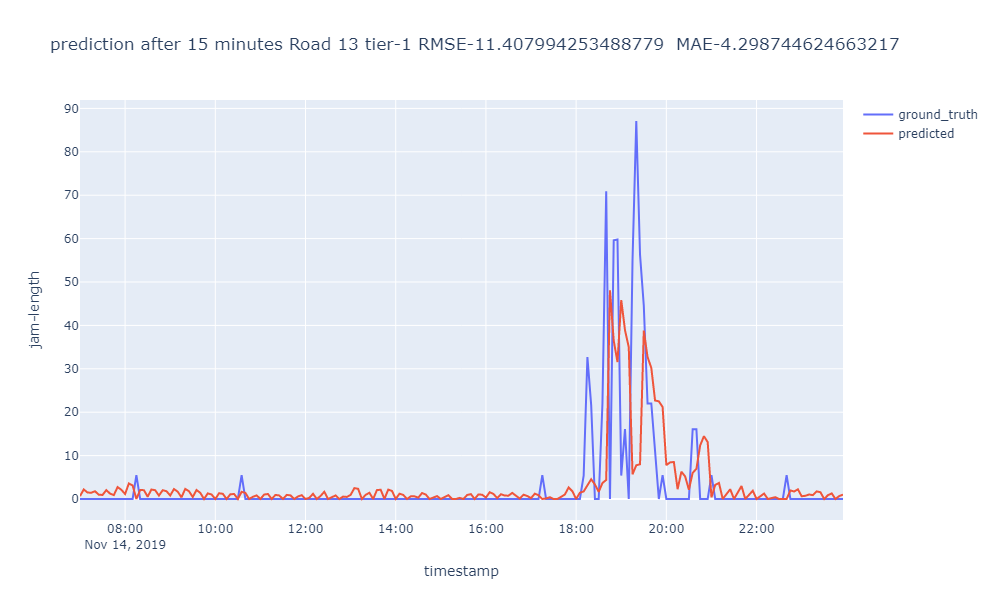 prediction after 15 minutes Road 13 tier-1 RMSE-11.407994253488779  MAE-4.298744624663217
ground_truth
predicted
90
80
70
60
50
40
30
20
10
0
jam-length
08:00 10:00 12:00 14:00 16:00 18:00 20:00 22:00
Nov 14, 2019
timestamp